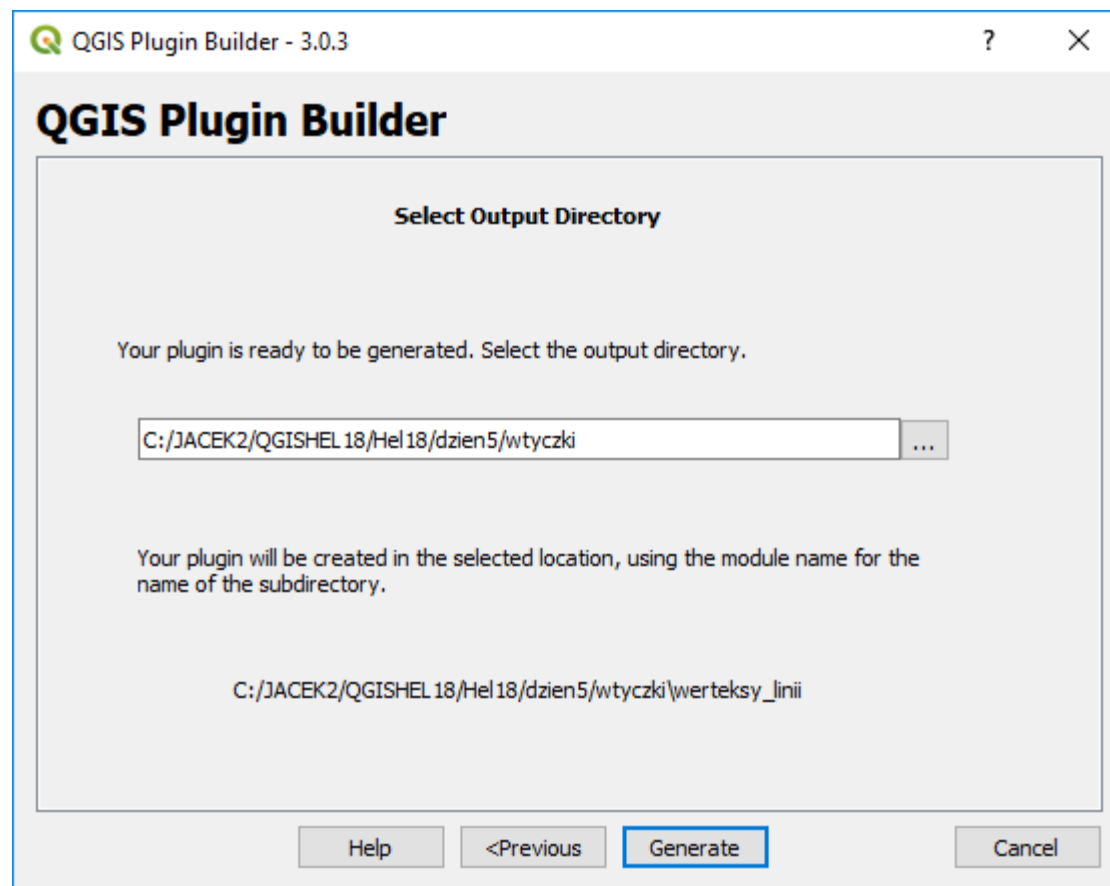 QGIS Plugin Builder - 3.0.3
?
QGIS Plugin Builder
Select Output Directory
Your plugin is ready to be generated. Select the output directory.
C:/JACEK2/QGISHEL18/Hel18/dzien5/wtyczki
...
Your plugin will be created in the selected location, using the module name for the
name of the subdirectory.
C:/JACEK2/QGISHEL18/Hel18/dzien5/wtyczki\werteksy_linii
Help
<Previous
Generate
Cancel